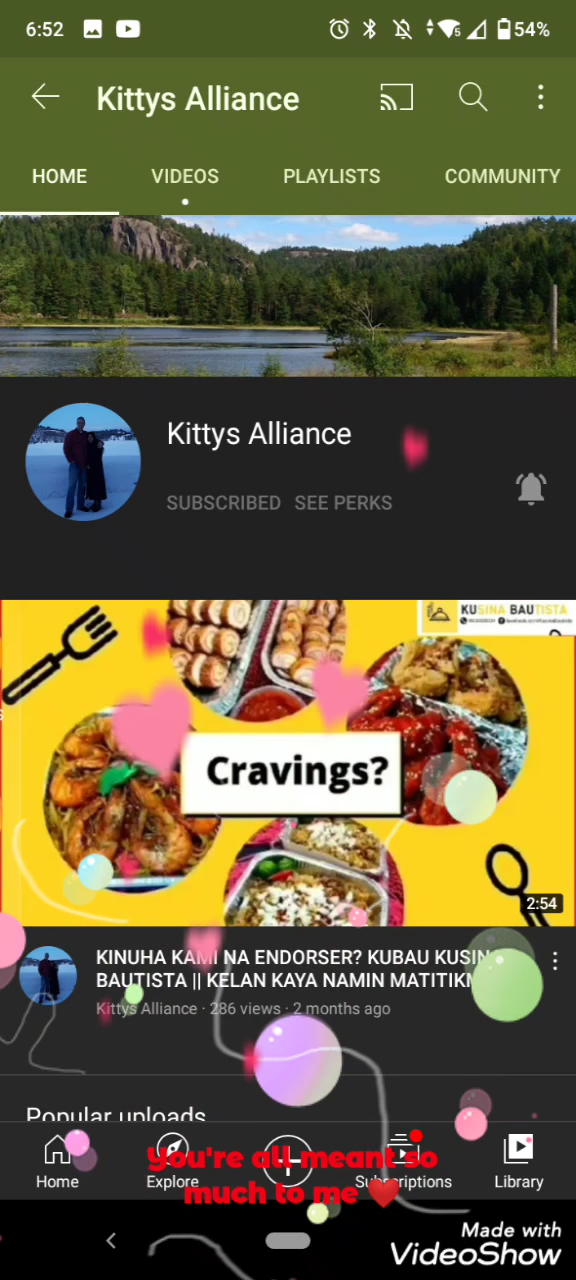 6:52
54%
Kittys Alliance
HOME VIDEOS PLAYLISTS COMMUNITY
Kittys Alliance
SUBSCRIBED SEE PERKS
KUSINA BAUTISTA
Cravings?
2:54
KINUHA KAMI NA ENDORSER? KUBAU KUSIN
BAUTISTA || KELAN KAYA NAMIN MATITIKM
Kittys Alliance · 286 views · 2 months ago
Popular uploads
You're all meant so
much to me ❤️
Home Explore Subscriptions Library
Made with
VideoShow